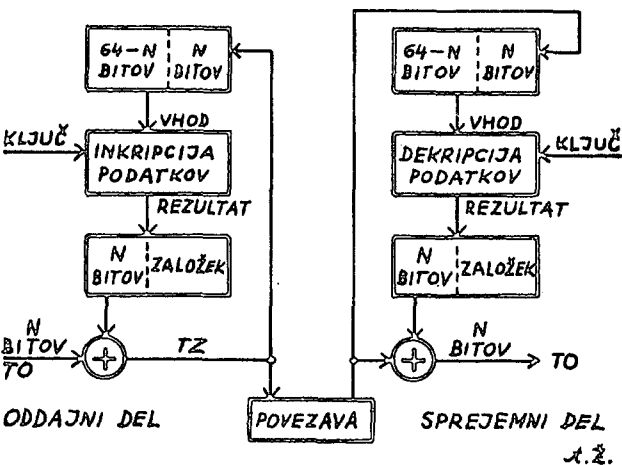 64-N BITOV
N BITOV
VHOD
KLJUČ
INKRIPCIJA
PODATKOV
REZULTAT
N BITOV
ZALOŽEK
N
BITOV
TO
TZ
ODDAJNI DEL
POVEZAVA
64-N BITOV
N BITOV
VHOD
KLJUČ
DEKRIPCIJA
PODATKOV
REZULTAT
N BITOV
ZALOŽEK
N
BITOV
TO
SPREJEMNI DEL
A.Ž.